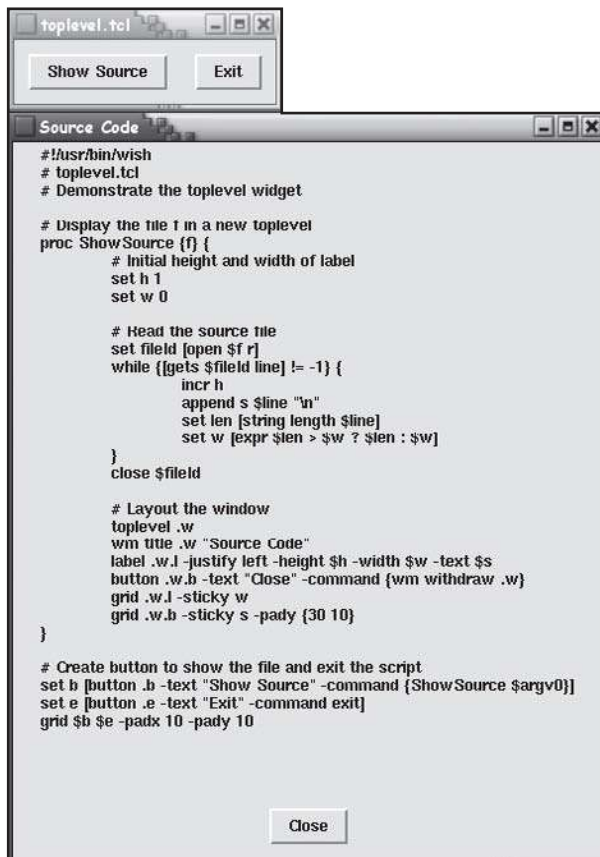 toplevel.tcl
Show Source Exit
Source Code
#!/usr/bin/wish
# toplevel.tcl
# Demonstrate the toplevel widget
# Display the file f in a new toplevel
proc ShowSource {f} {
# Initial height and width of label
set h 1
set w 0
# Read the source file
set fileId [open $f r]
while {[gets $fileId line] != -1} {
incr h
append s $line "\n"
set len [string length $line]
set w [expr $len > $w ? $len : $w]
}
close $fileId
# Layout the window
toplevel .w
wm title .w "Source Code"
label .w.l -justify left -height $h -width $w -text $s
button .w.b -text "Close" -command {wm withdraw .w}
grid .w.l -sticky w
grid .w.b -sticky s -pady {30 10}
}
# Create button to show the file and exit the script
set b [button .b -text "Show Source" -command {ShowSource $argv0}]
set e [button .e -text "Exit" -command exit]
grid $b $e -padx 10 -pady 10
Close